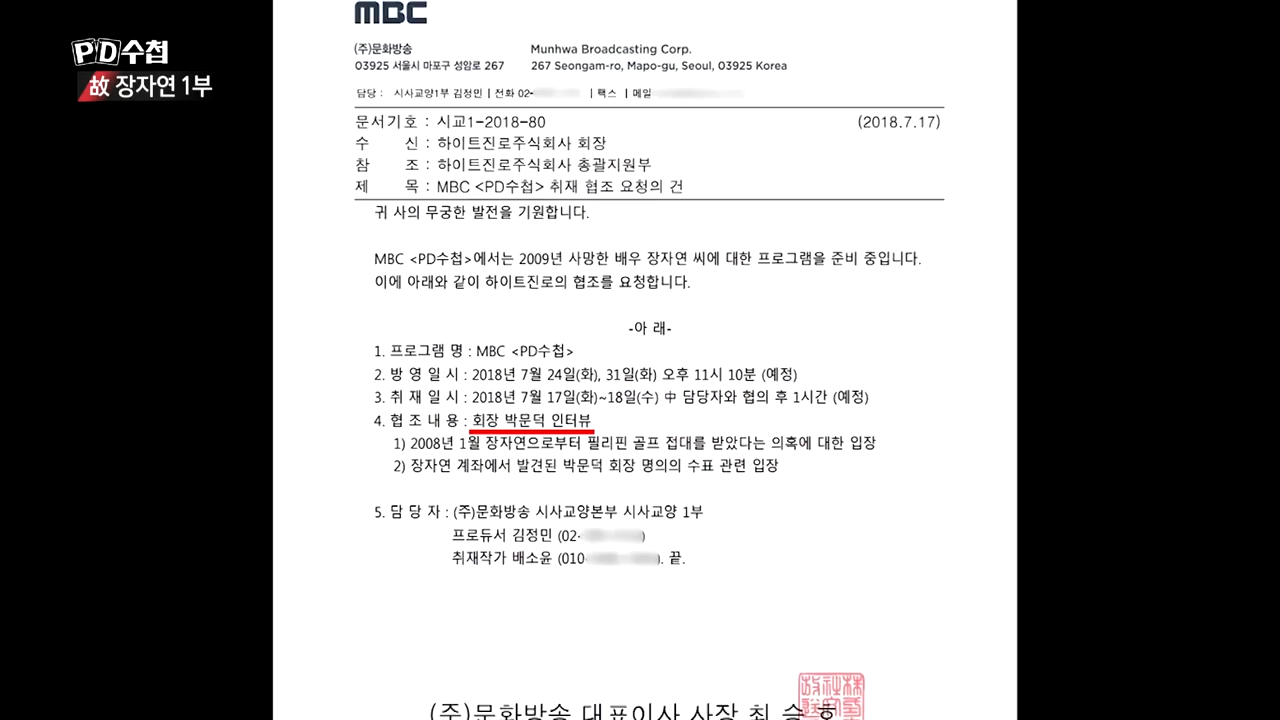 MBC
PD수첩
故 장자연 1부
(주)문화방송 Munhwa Broadcasting Corp.
03925 서울시 마포구 성암로 267 267 Seongam-ro, Mapo-gu, Seoul, 03925 Korea
담당 : 시사교양1부 김정민 | 전화 02- | 팩스 | 메일
문서기호 : 시교1-2018-80 (2018.7.17)
수 신 : 하이트진로주식회사 회장
참 조 : 하이트진로주식회사 총괄지원부
제 목 : MBC <PD수첩> 취재 협조 요청의 건
귀 사의 무궁한 발전을 기원합니다.
MBC <PD수첩>에서는 2009년 사망한 배우 장자연 씨에 대한 프로그램을 준비 중입니다.
이에 아래와 같이 하이트진로의 협조를 요청합니다.
-아 래-
1. 프로그램 명 : MBC <PD수첩>
2. 방 영 일 시 : 2018년 7월 24일(화), 31일(화) 오후 11시 10분 (예정)
3. 취 재 일 시 : 2018년 7월 17일(화)~18일(수) 中 담당자와 협의 후 1시간 (예정)
4. 협 조 내 용 : 회장 박문덕 인터뷰
1) 2008년 1월 장자연으로부터 필리핀 골프 접대를 받았다는 의혹에 대한 입장
2) 장자연 계좌에서 발견된 박문덕 회장 명의의 수표 관련 입장
5. 담 당 자 : (주)문화방송 시사교양본부 시사교양 1부
프로듀서 김정민 (02- )
취재작가 배소윤 (010 ). 끝.
(주)문화방송 대표이사 사장 최 승 호